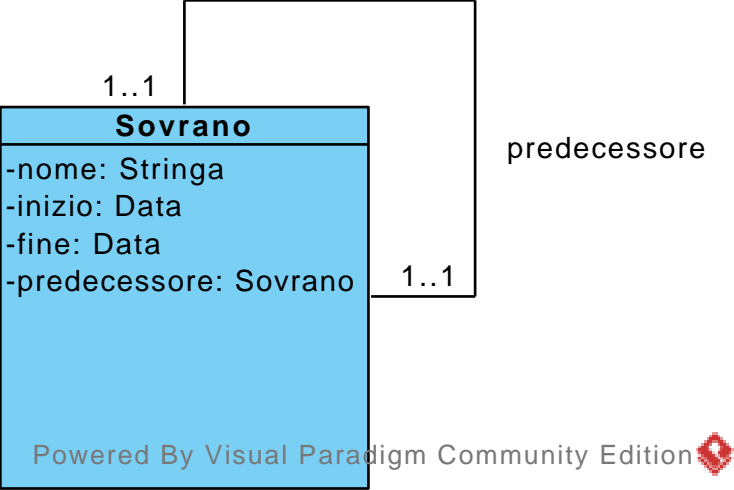 1..1
Sovrano
predecessore
-nome: Stringa
-inizio: Data
-fine: Data
-predecessore: Sovrano
1..1
Powered By Visual Paradigm Community Edition